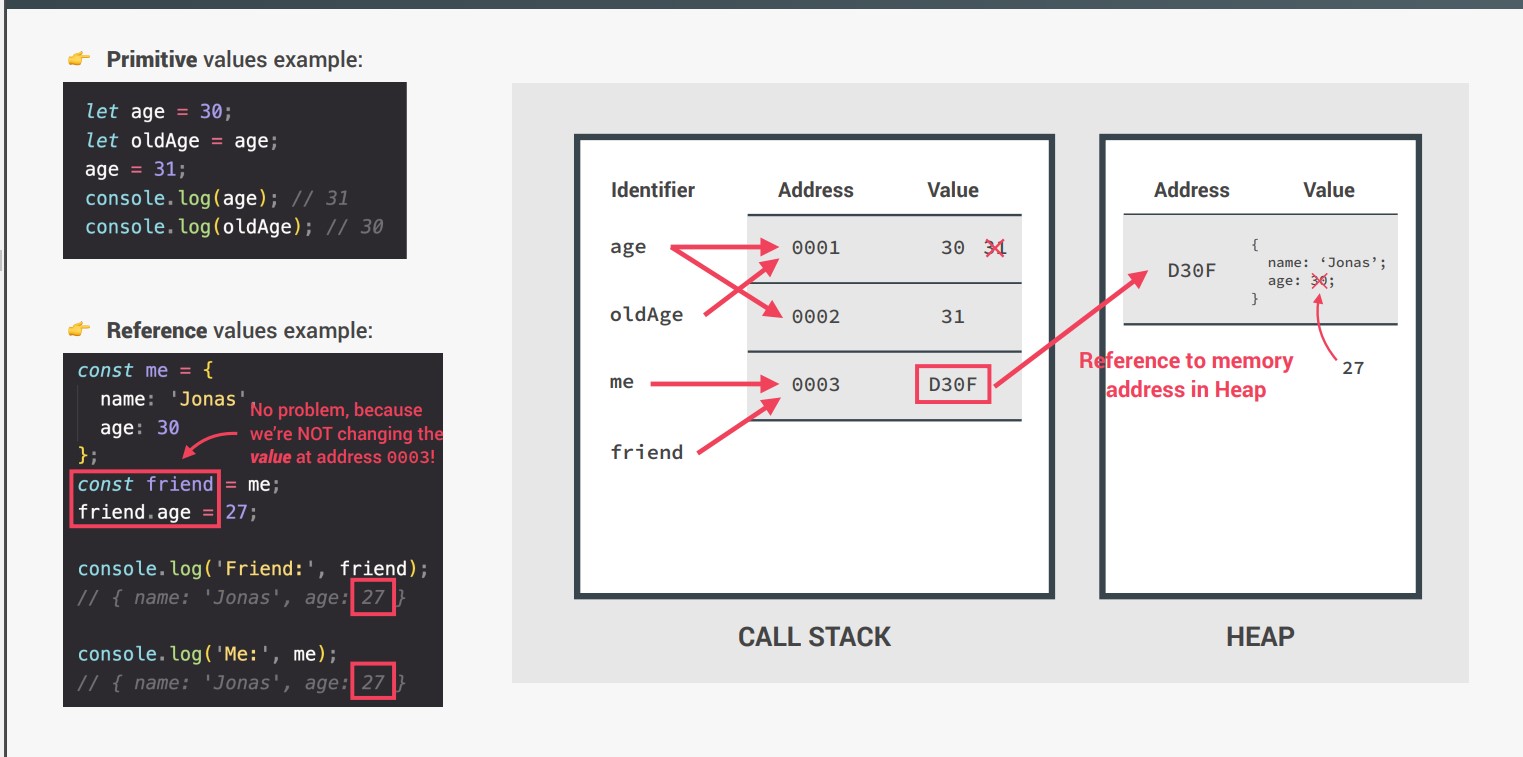 👉 Primitive values example:
let age = 30;
let oldAge = age;
age = 31;
console.log(age); // 31
console.log(oldAge); // 30
👉 Reference values example:
const me = {
name: 'Jonas',
age: 30
};
const friend = me;
friend.age = 27;
No problem, because
we're NOT changing the
value at address 0003!
console.log('Friend:', friend);
// { name: 'Jonas', age: 27 }
console.log('Me:', me);
// { name: 'Jonas', age: 27 }
Identifier Address Value
age 0001 30 31
oldAge 0002 31
me 0003 D30F
friend
CALL STACK
Address Value
D30F
{
name: ‘Jonas’;
age: 30;
}
27
Reference to memory
address in Heap
HEAP